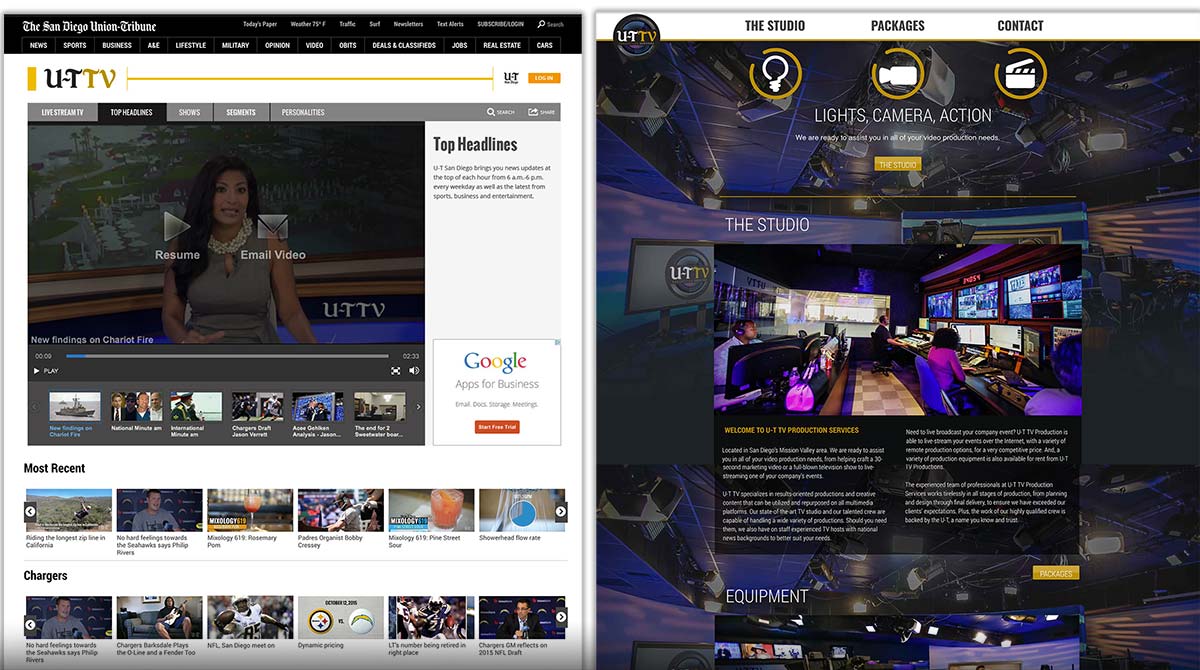 The San Diego Union-Tribune
Today's Paper Weather 75° F Traffic Surf Newsletters Text Alerts SUBSCRIBE/LOGIN Search
NEWS SPORTS BUSINESS A&E LIFESTYLE MILITARY OPINION VIDEO OBITS DEALS & CLASSIFIEDS JOBS REAL ESTATE CARS
U-T TV
U-T
San Diego
LOG IN
LIVE STREAM TV TOP HEADLINES SHOWS SEGMENTS PERSONALITIES SEARCH SHARE
Resume Email Video
U-T TV
New findings on Chariot Fire
00:09 02:33
PLAY
New findings on
Chariot Fire
National Minute am
International
Minute am
Chargers Draft
Jason Verrett
Acee Gehlken
Analysis - Jason...
The end for 2
Sweetwater boar...
Top Headlines
U-T San Diego brings you news updates at
the top of each hour from 6 a.m.-6 p.m.
every weekday as well as the latest from
sports, business and entertainment.
Google
Apps for Business
Email. Docs. Storage. Meetings.
Start Free Trial
Most Recent
MIXOLOGY619
MIXOLOGY619
Riding the longest zip line in
California
No hard feelings towards
the Seahawks says Philip
Rivers
Mixology 619: Rosemary
Pom
Padres Organist Bobby
Cressey
Mixology 619: Pine Street
Sour
Showerhead flow rate
Chargers
OCTOBER 12, 2015
VS.
No hard feelings towards
the Seahawks says Philip
Rivers
Chargers Barksdale Plays
the O-Line and a Fender Too
NFL, San Diego meet on
Dynamic pricing
LT's number being retired in
right place
Chargers GM reflects on
2015 NFL Draft
U-T TV
THE STUDIO PACKAGES CONTACT
LIGHTS, CAMERA, ACTION
We are ready to assist you in all of your video production needs.
THE STUDIO
THE STUDIO
U-T TV
WELCOME TO U-T TV PRODUCTION SERVICES
Located in San Diego's Mission Valley area. We are ready to assist
you in all of your video production needs, from helping craft a 30-
second marketing video or a full-blown television show to live-
streaming one of your company's events.
U-T TV specializes in results-oriented productions and creative
content that can be utilized and repurposed on all multimedia
platforms. Our state-of-the-art TV studio and our talented crew are
capable of handling a wide variety of productions. Should you need
them, we also have on staff experienced TV hosts with national
news backgrounds to better suit your needs.
Need to live broadcast your company event? U-T TV Production is
able to live-stream your events over the Internet, with a variety of
remote production options, for a very competitive price. And, a
variety of production equipment is also available for rent from U-T
TV Productions.
The experienced team of professionals at U-T TV Production
Services works tirelessly in all stages of production, from planning
and design through final delivery, to ensure we have exceeded our
clients' expectations. Plus, the work of our highly qualified crew is
backed by the U-T, a name you know and trust.
PACKAGES
EQUIPMENT